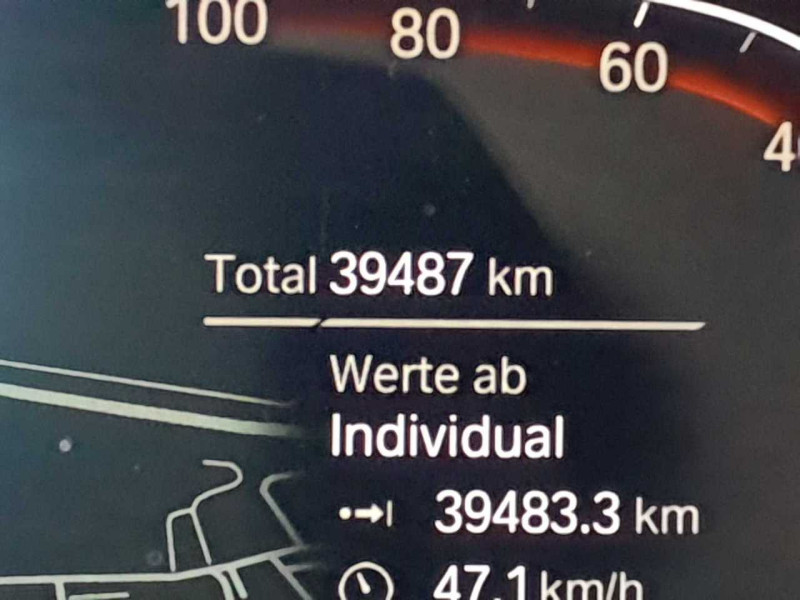 100
80
60
Total 39487 km
Werte ab
Individual
39483.3 km
47.1 km/h